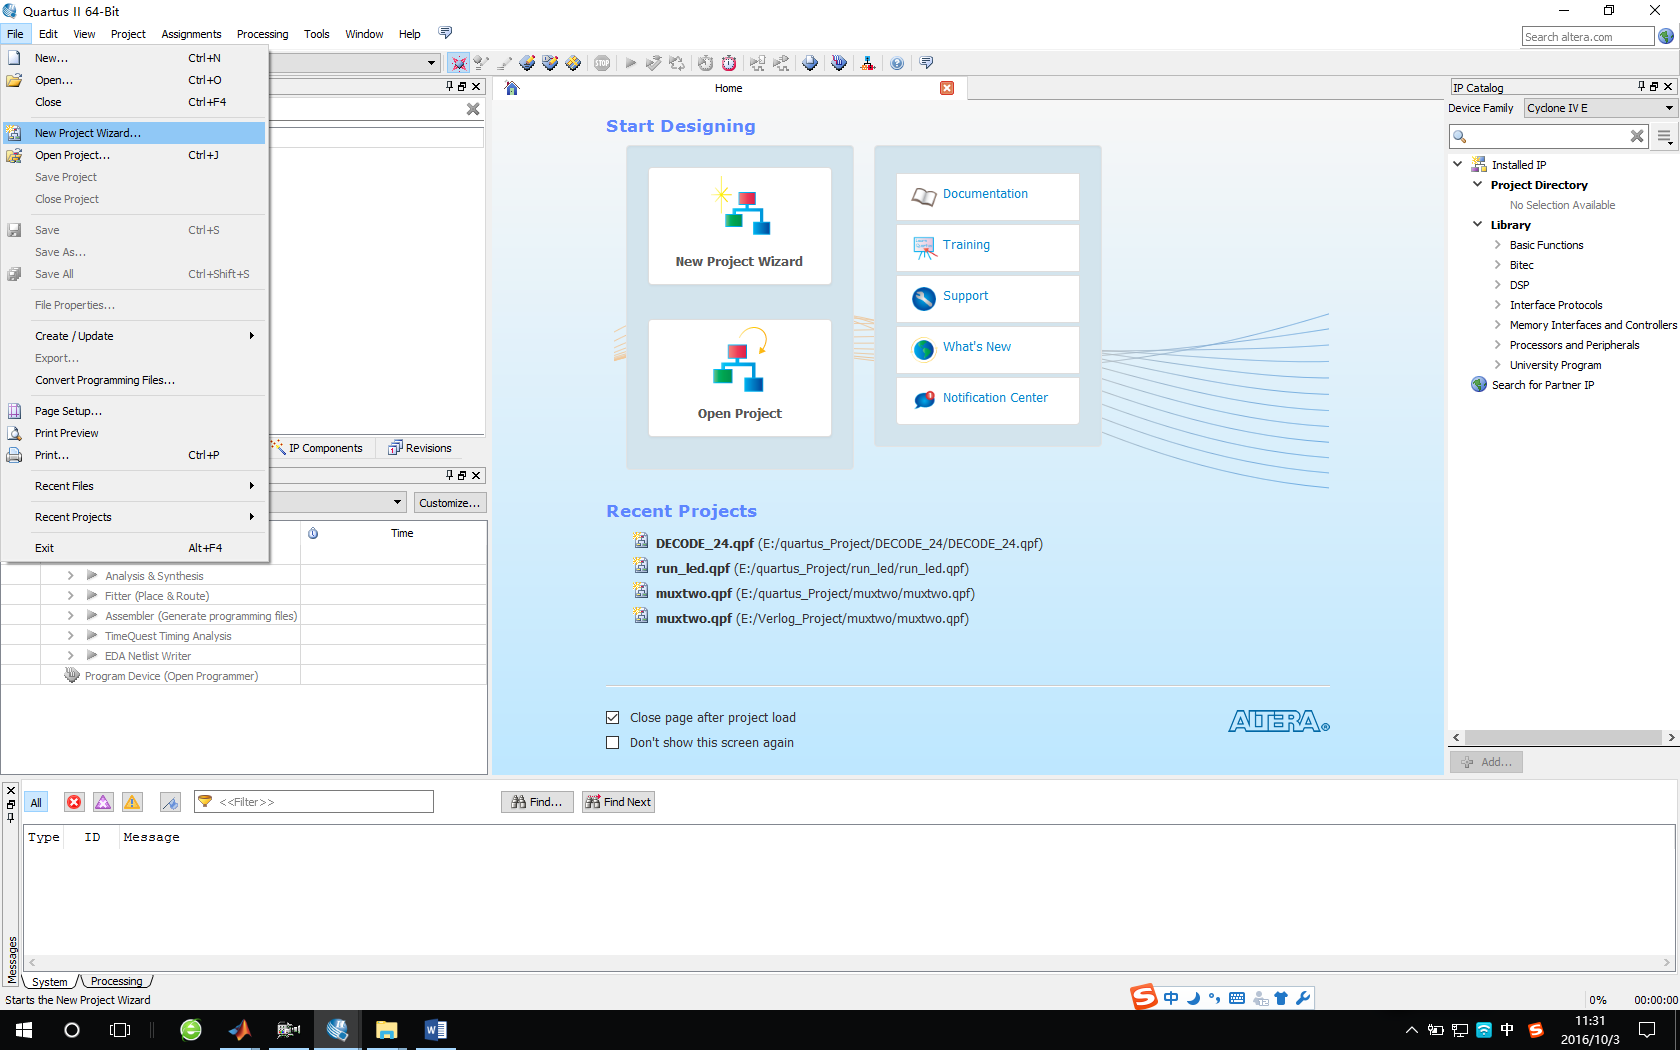 Quartus II 64-Bit
File Edit View Project Assignments Processing Tools Window Help
Search altera.com
New... Ctrl+N
Open... Ctrl+O
Close Ctrl+F4
New Project Wizard...
Open Project... Ctrl+J
Save Project
Close Project
Save Ctrl+S
Save As...
Save All Ctrl+Shift+S
File Properties...
Create / Update
Export...
Convert Programming Files...
Page Setup...
Print Preview
Print... Ctrl+P
Recent Files
Recent Projects
Exit Alt+F4
IP Components Revisions
Customize...
Time
Analysis & Synthesis
Fitter (Place & Route)
Assembler (Generate programming files)
TimeQuest Timing Analysis
EDA Netlist Writer
Program Device (Open Programmer)
STOP
Home
Start Designing
New Project Wizard
Open Project
Documentation
Training
Support
What's New
Notification Center
Recent Projects
DECODE_24.qpf (E:/quartus_Project/DECODE_24/DECODE_24.qpf)
run_led.qpf (E:/quartus_Project/run_led/run_led.qpf)
muxtwo.qpf (E:/quartus_Project/muxtwo/muxtwo.qpf)
muxtwo.qpf (E:/Verlog_Project/muxtwo/muxtwo.qpf)
Close page after project load
Don't show this screen again
ALTERA®
IP Catalog
Device Family Cyclone IV E
Installed IP
Project Directory
No Selection Available
Library
Basic Functions
Bitec
DSP
Interface Protocols
Memory Interfaces and Controllers
Processors and Peripherals
University Program
Search for Partner IP
Add...
All <<Filter>> Find... Find Next
Type ID Message
Messages
System Processing
Starts the New Project Wizard
中
0% 00:00:00
中
11:31
2016/10/3